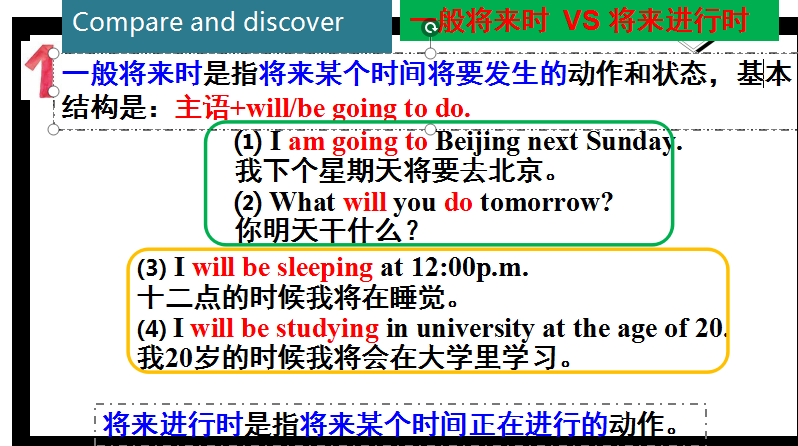 Compare and discover
一般将来时 VS 将来进行时
1
一般将来时是指将来某个时间将要发生的动作和状态，基本
结构是：主语+will/be going to do.
(1) I am going to Beijing next Sunday.
我下个星期天将要去北京。
(2) What will you do tomorrow?
你明天干什么？
(3) I will be sleeping at 12:00p.m.
十二点的时候我将在睡觉。
(4) I will be studying in university at the age of 20.
我20岁的时候我将会在大学里学习。
将来进行时是指将来某个时间正在进行的动作。